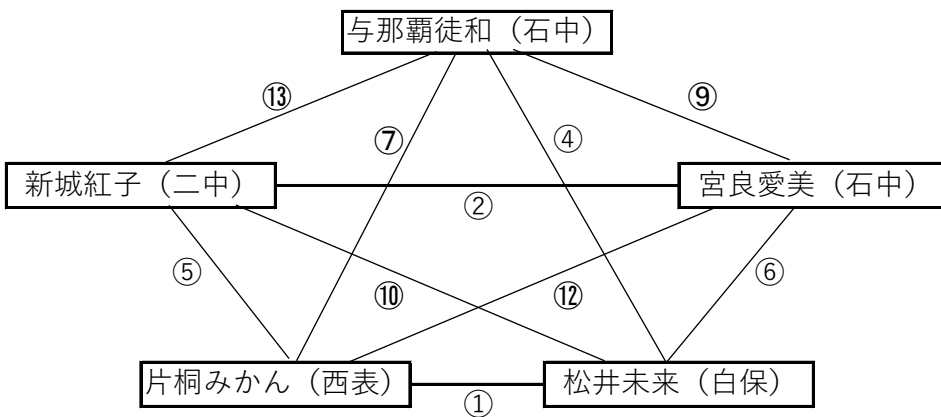 与那覇徒和（石中）
⑬
⑨
⑦
④
新城紅子（二中）
宮良愛美（石中）
②
⑤
⑥
⑩
⑫
片桐みかん（西表）
松井未来（白保）
①